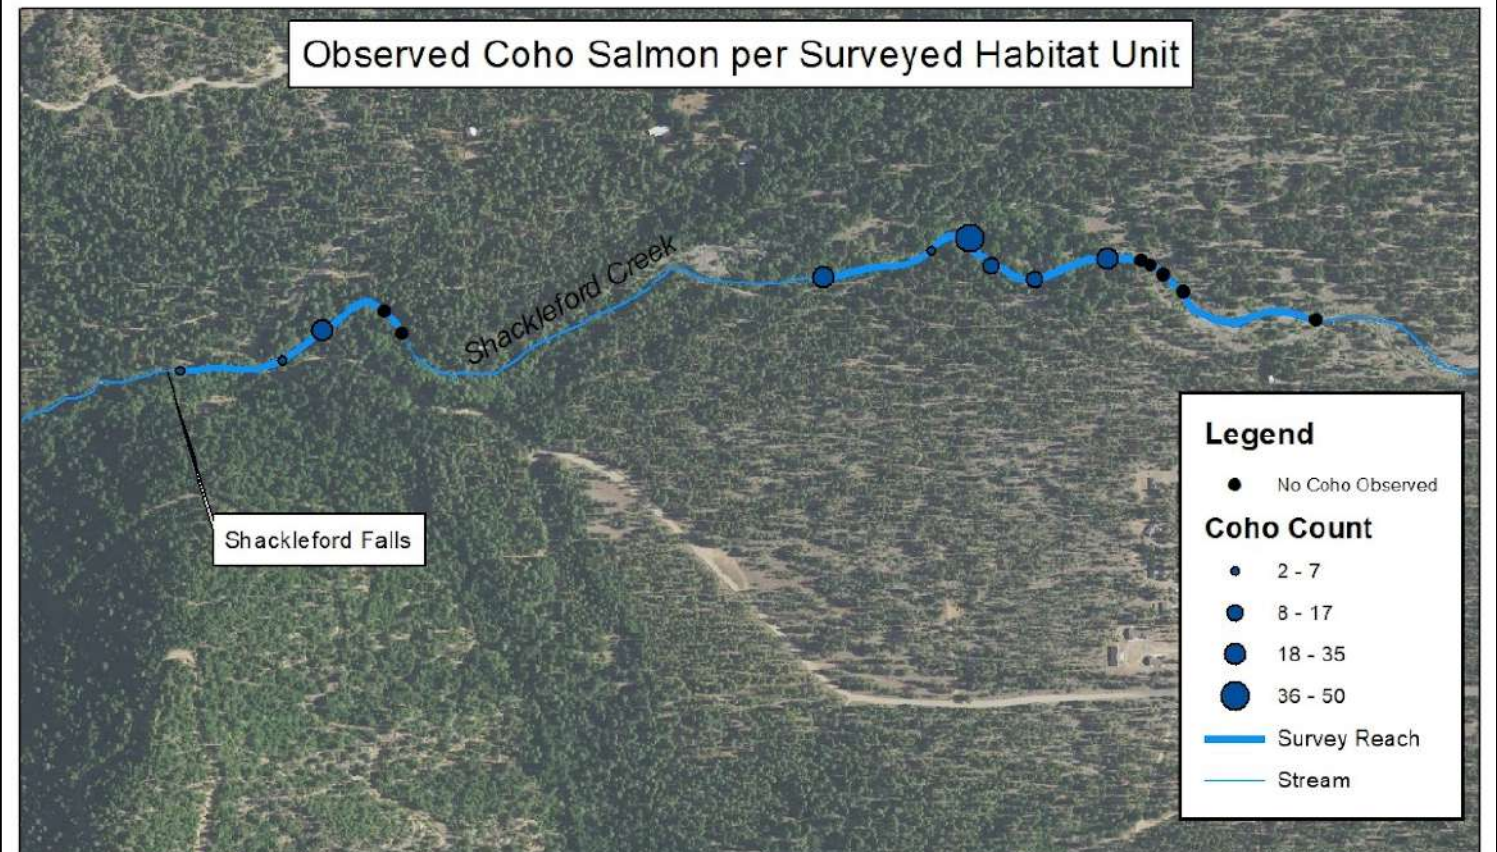 Observed Coho Salmon per Surveyed Habitat Unit
Shackleford Creek
Shackleford Falls
Legend
No Coho Observed
Coho Count
2 - 7
8 - 17
18 - 35
36 - 50
Survey Reach
Stream